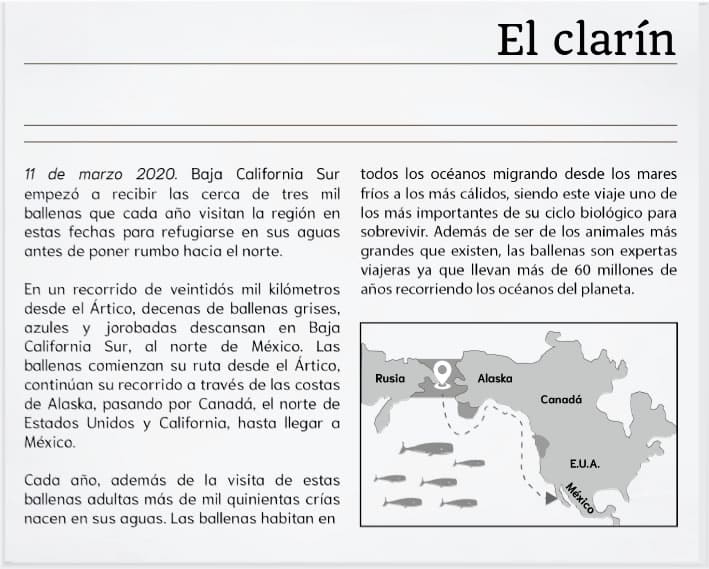 El clarín
11 de marzo 2020. Baja California Sur
empezó a recibir las cerca de tres mil
ballenas que cada año visitan la región en
estas fechas para refugiarse en sus aguas
antes de poner rumbo hacia el norte.
En un recorrido de veintidós mil kilómetros
desde el Ártico, decenas de ballenas grises,
azules y jorobadas descansan en Baja
California Sur, al norte de México. Las
ballenas comienzan su ruta desde el Ártico,
continúan su recorrido a través de las costas
de Alaska, pasando por Canadá, el norte de
Estados Unidos y California, hasta llegar a
México.
Cada año, además de la visita de estas
ballenas adultas más de mil quinientas crías
nacen en sus aguas. Las ballenas habitan en
todos los océanos migrando desde los mares
fríos a los más cálidos, siendo este viaje uno de
los más importantes de su ciclo biológico para
sobrevivir. Además de ser de los animales más
grandes que existen, las ballenas son expertas
viajeras ya que llevan más de 60 millones de
años recorriendo los océanos del planeta.
Rusia
Alaska
Canadá
E.U.A.
México